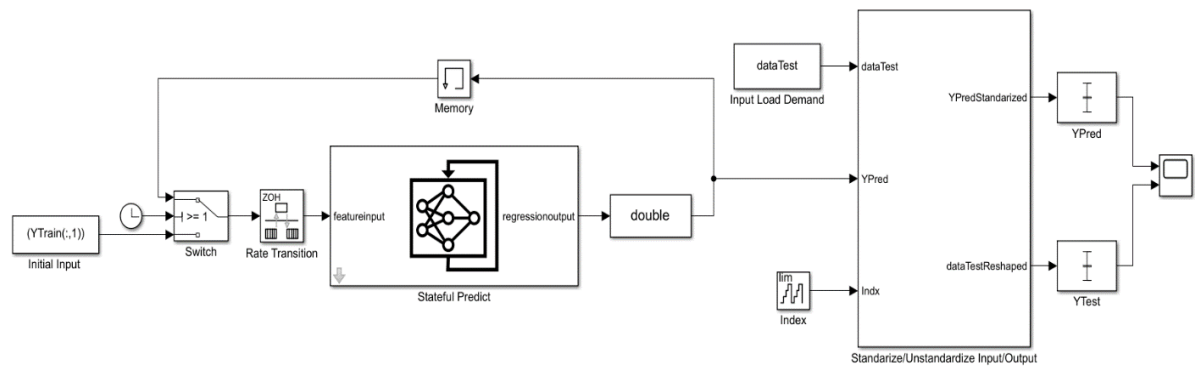 dataTest
Input Load Demand
dataTest
YPredStandarized
YPred
Memory
YPred
ZOH
featureinput
regressionoutput
double
>= 1
(YTrain(:,1))
Initial Input
Switch
Rate Transition
Stateful Predict
dataTestReshaped
YTest
lim
Indx
Index
Standarize/Unstandardize Input/Output